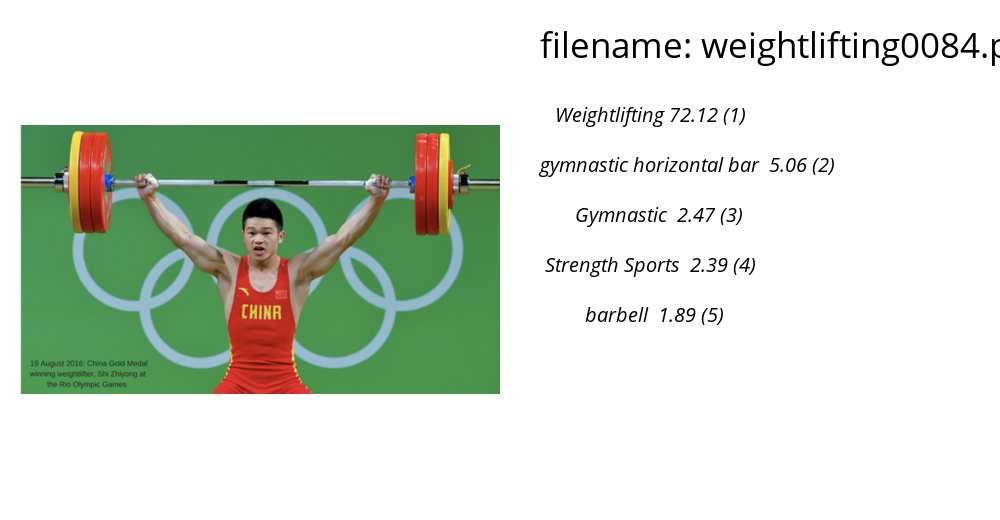 filename: weightlifting0084.p
Weightlifting 72.12 (1)
gymnastic horizontal bar 5.06 (2)
Gymnastic 2.47 (3)
Strength Sports 2.39 (4)
barbell 1.89 (5)
CHINA
19 August 2016: China Gold Medal
winning weightlifter, Shi Zhiyong at
the Rio Olympic Games